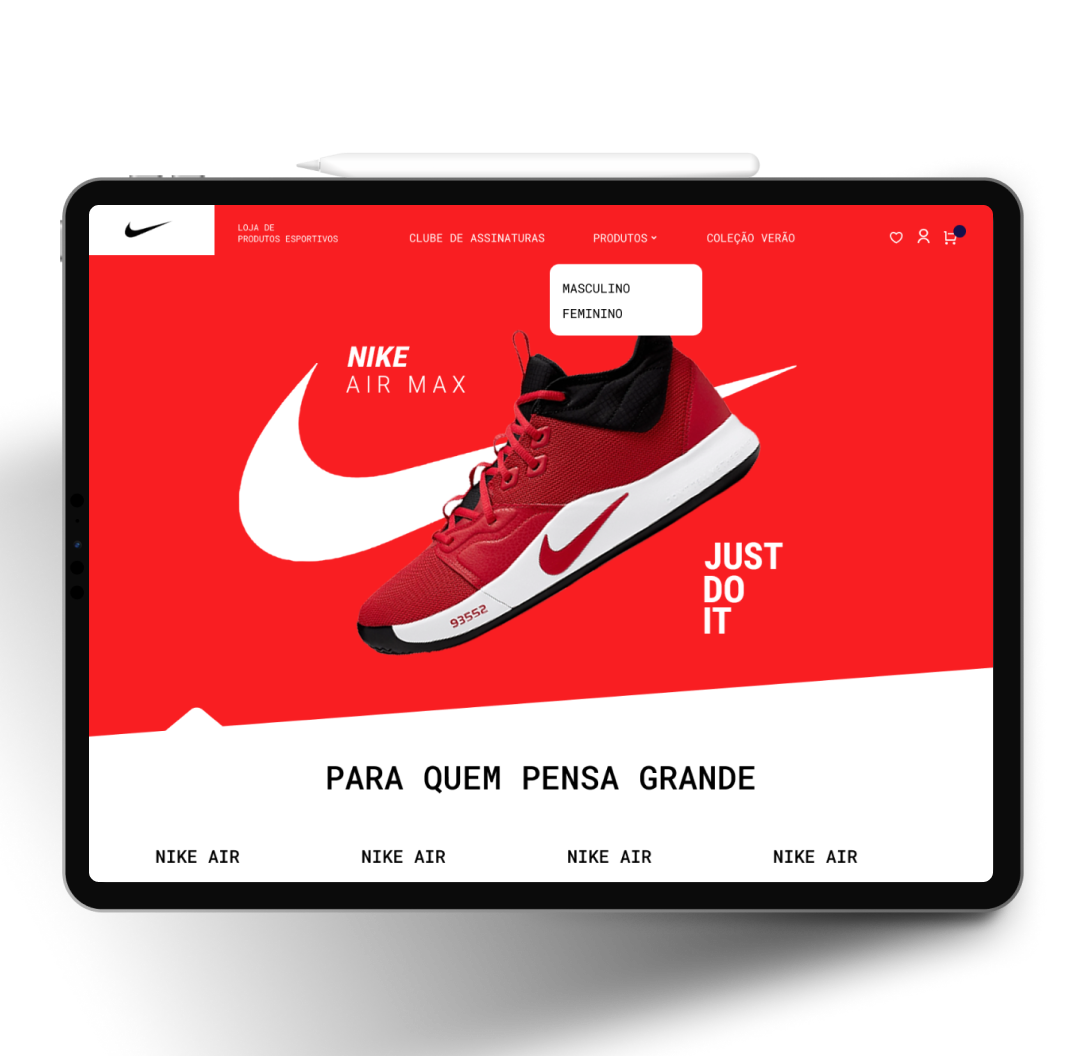 LOJA DE
PRODUTOS ESPORTIVOS
CLUBE DE ASSINATURAS
PRODUTOS
COLEÇÃO VERÃO
MASCULINO
FEMININO
NIKE
AIR MAX
93552
JUST
DO
IT
PARA QUEM PENSA GRANDE
NIKE AIR
NIKE AIR
NIKE AIR
NIKE AIR